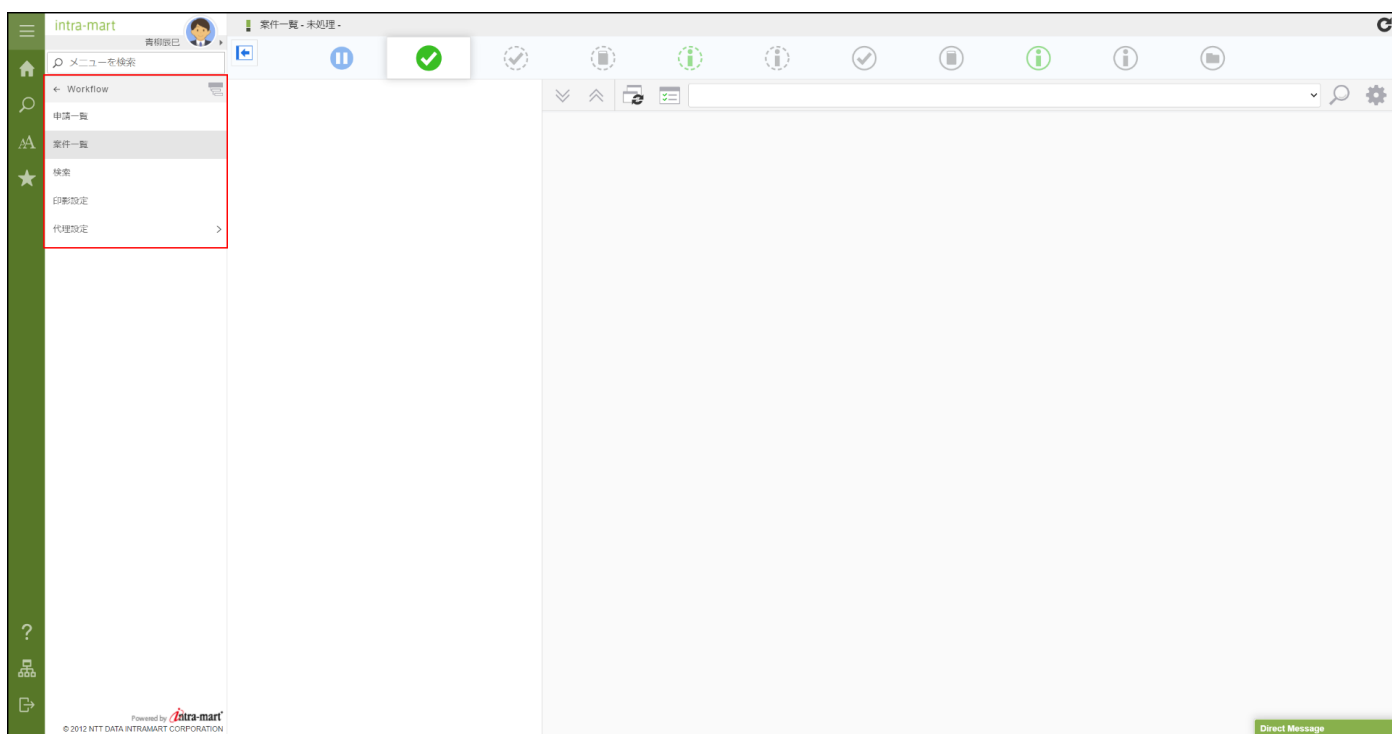 intra-mart
青柳辰巳
メニューを検索
← Workflow
申請一覧
案件一覧
検索
印影設定
代理設定
案件一覧 - 未処理 -
Powered by intra-mart
© 2012 NTT DATA INTRAMART CORPORATION
Direct Message